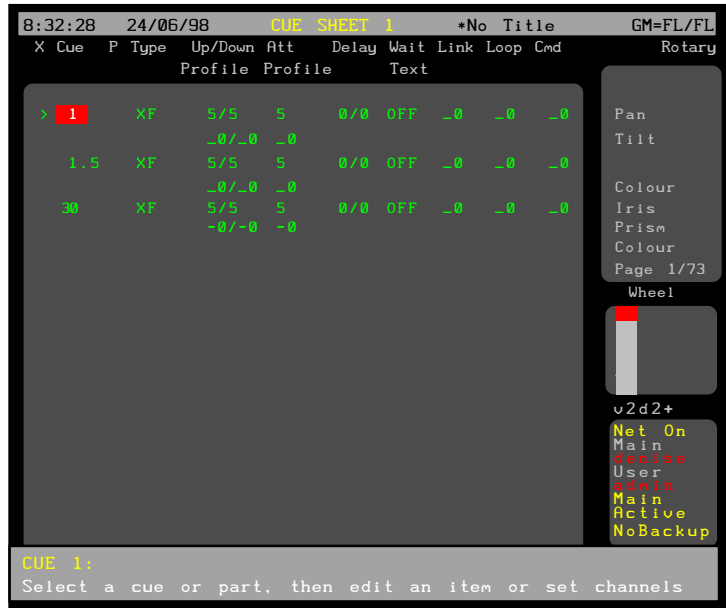 8:32:28 24/06/98 CUE SHEET 1 *No Title GM=FL/FL
X Cue P Type Up/Down Att Delay Wait Link Loop Cmd Rotary
Profile Profile Text
> 1 XF 5/5 5 0/0 OFF _0 _0 _0 Pan
_0/_0 _0 Tilt
1.5 XF 5/5 5 0/0 OFF _0 _0 _0
_0/_0 _0 Colour
30 XF 5/5 5 0/0 OFF _0 _0 _0 Iris
-0/-0 -0 Prism
Colour
Page 1/73
Wheel
v2d2+
Net On
Main
denise
User
admin
Main
Active
NoBackup
CUE 1:
Select a cue or part, then edit an item or set channels